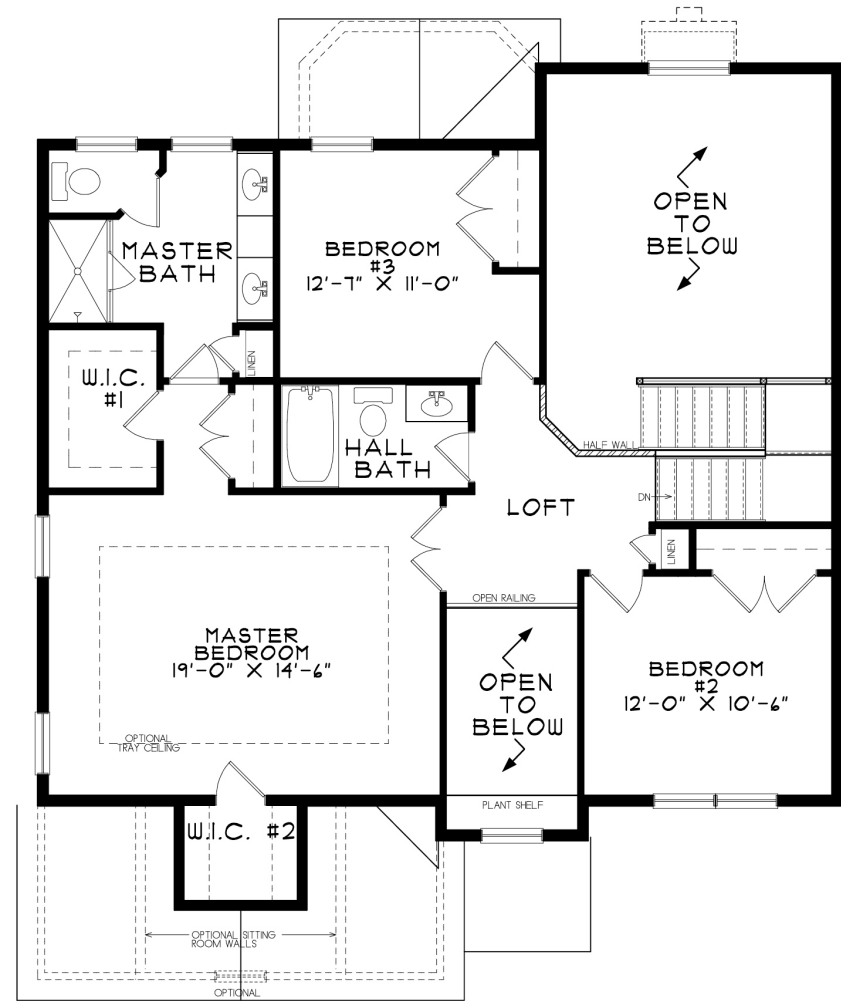 OPEN
TO
BELOW
MASTER
BATH
BEDROOM
#3
12'-7" X 11'-0"
LINEN
W.I.C.
#1
HALL
BATH
HALL WALL
LOFT
DN
LINEN
OPEN RAILING
MASTER
BEDROOM
19'-0" X 14'-6"
OPTIONAL
TRAY CEILING
OPEN
TO
BELOW
BEDROOM
#2
12'-0" X 10'-6"
PLANT SHELF
W.I.C. #2
OPTIONAL SITTING
ROOM WALLS
OPTIONAL